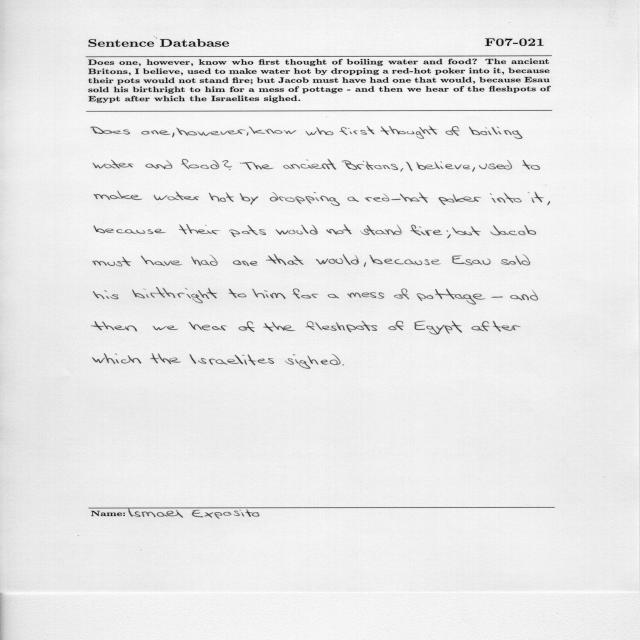 Sentence Database F07-021
Does one, however, know who first thought of boiling water and food? The ancient
Britons, I believe, used to make water hot by dropping a red-hot poker into it, because
their pots would not stand fire; but Jacob must have had one that would, because Esau
sold his birthright to him for a mess of pottage - and then we hear of the fleshpots of
Egypt after which the Israelites sighed.
Does one, however, know who first thought of boiling
water and food? The ancient Britons, I believe, used to
make water hot by dropping a red-hot poker into it,
because their pots would not stand fire; but Jacob
must have had one that would, because Esau sold
his birthright to him for a mess of pottage - and
then we hear of the fleshpots of Egypt after
which the Israelites sighed.
Name: Ismael Exposito